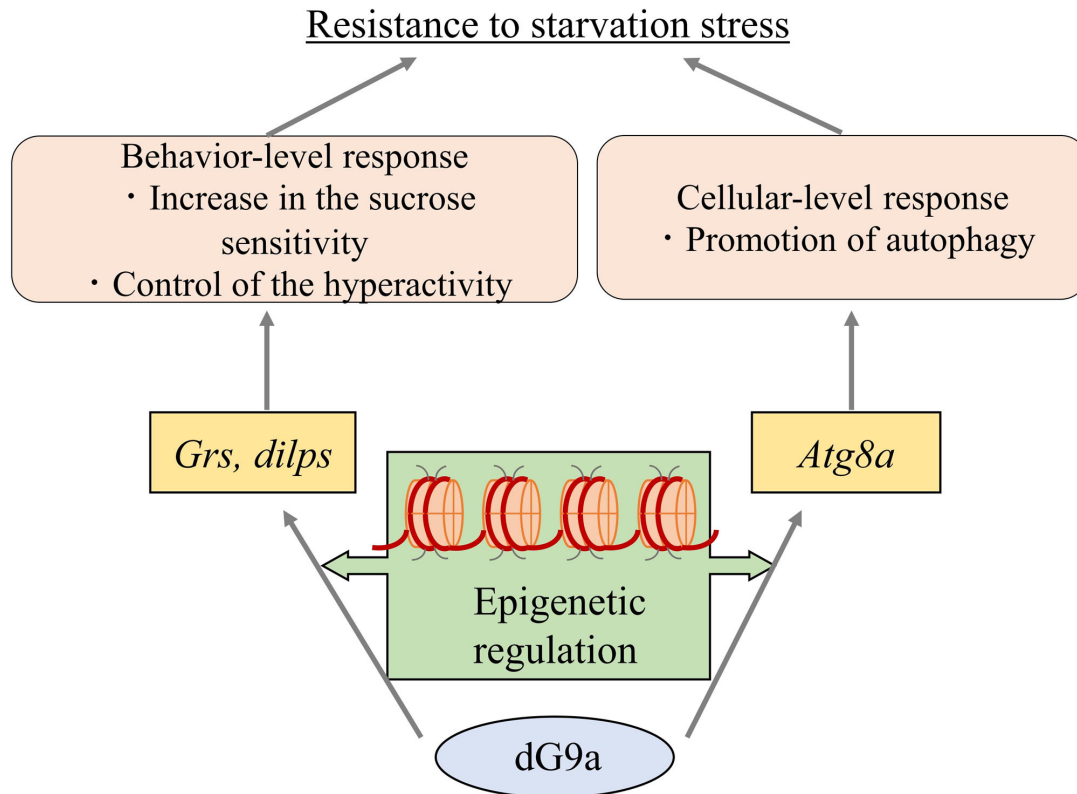 Resistance to starvation stress
Behavior-level response
・Increase in the sucrose
sensitivity
・Control of the hyperactivity
Cellular-level response
・Promotion of autophagy
Grs, dilps
Atg8a
Epigenetic
regulation
dG9a